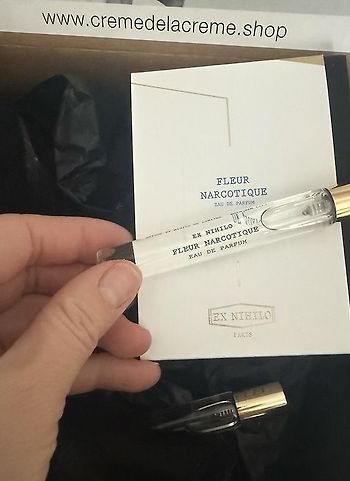 www.cremedelacreme.shop
FLEUR
NARCOTIQUE
EAU DE PARFUM
EX NIHILO
FLEUR NARCOTIQUE
EAU DE PARFUM
EX NIHILO
PARIS